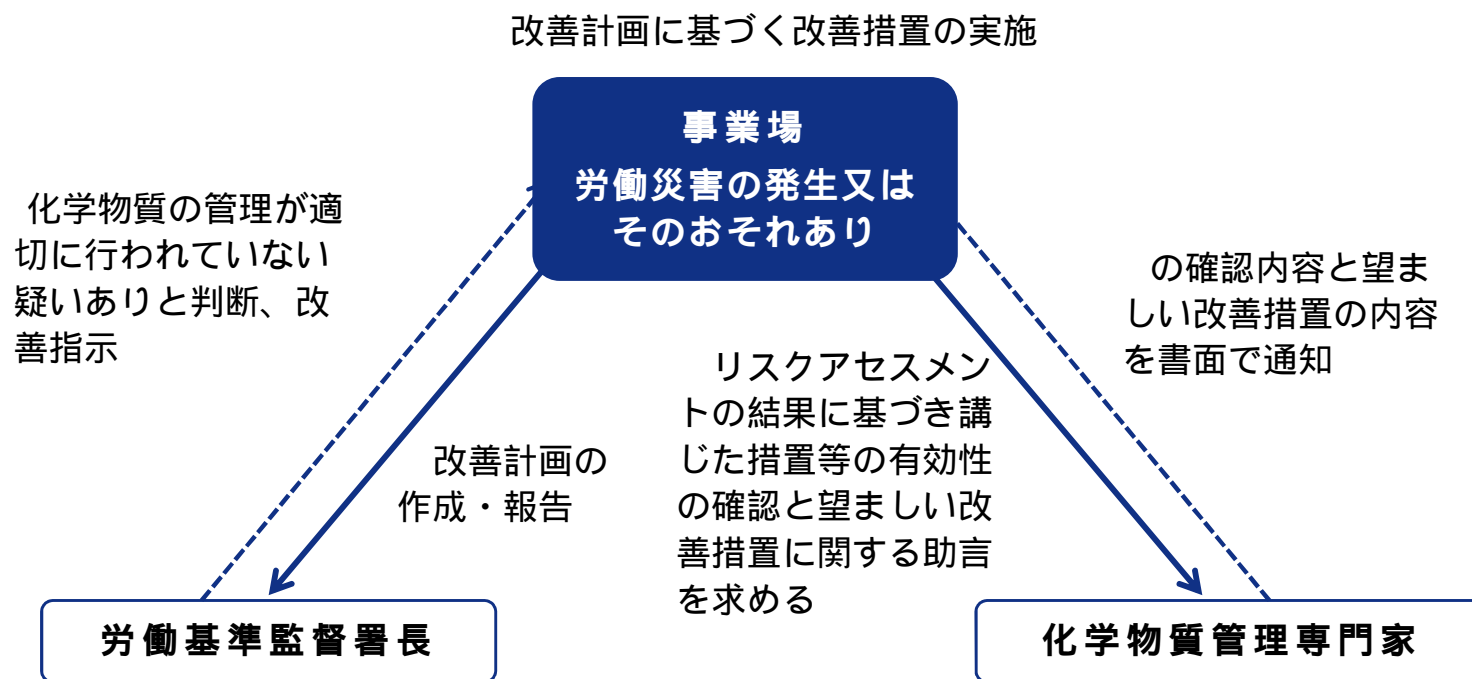 改善計画に基づく改善措置の実施
事業場
労働災害の発生又は
そのおそれあり
化学物質の管理が適
切に行われていない
疑いありと判断、改
善指示
改善計画の
作成・報告
リスクアセスメン
トの結果に基づき講
じた措置等の有効性
の確認と望ましい改
善措置に関する助言
を求める
の確認内容と望ま
しい改善措置の内容
を書面で通知
労働基準監督署長
化学物質管理専門家